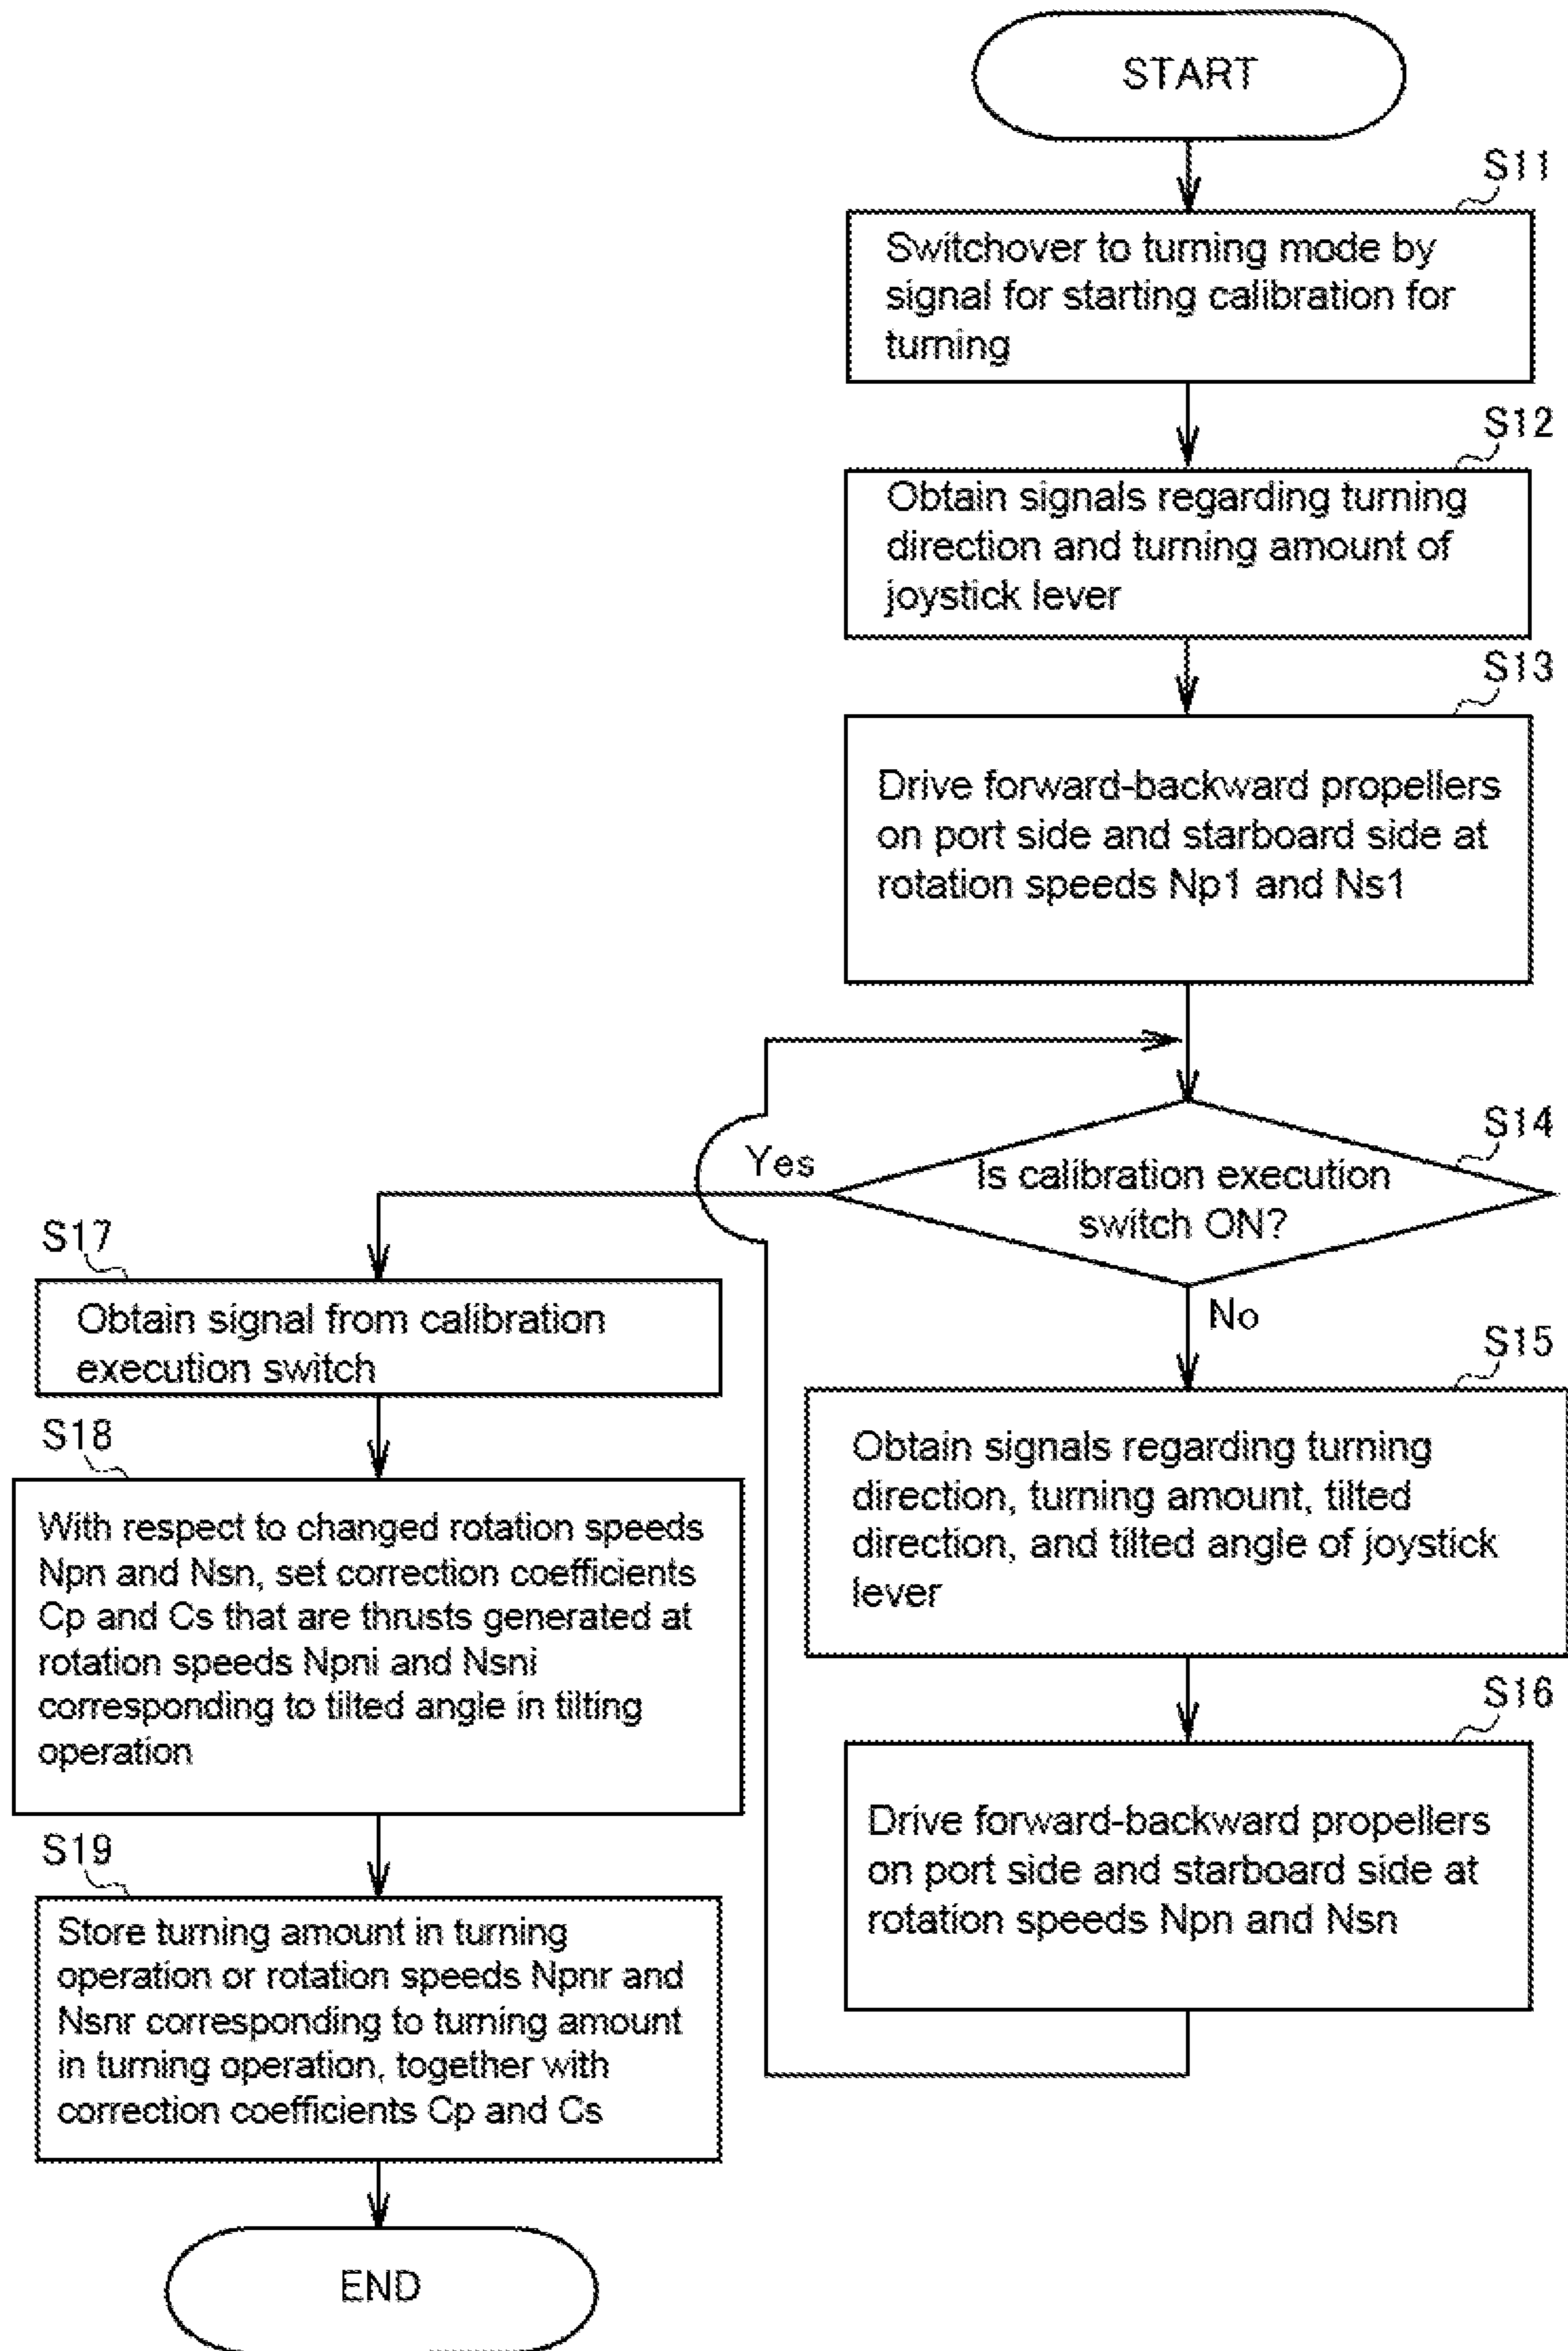 START
S11
Switchover to turning mode by
signal for starting calibration for
turning
S12
Obtain signals regarding turning
direction and turning amount of
joystick lever
S13
Drive forward-backward propellers
on port side and starboard side at
rotation speeds Np1 and Ns1
S14
Is calibration execution
switch ON?
Yes
No
S15
Obtain signals regarding turning
direction, turning amount, tilted
direction, and tilted angle of joystick
lever
S16
Drive forward-backward propellers
on port side and starboard side at
rotation speeds Npn and Nsn
S17
Obtain signal from calibration
execution switch
S18
With respect to changed rotation speeds
Npn and Nsn, set correction coefficients
Cp and Cs that are thrusts generated at
rotation speeds Npni and Nsni
corresponding to tilted angle in tilting
operation
S19
Store turning amount in turning
operation or rotation speeds Npnr and
Nsnr corresponding to turning amount
in turning operation, together with
correction coefficients Cp and Cs
END